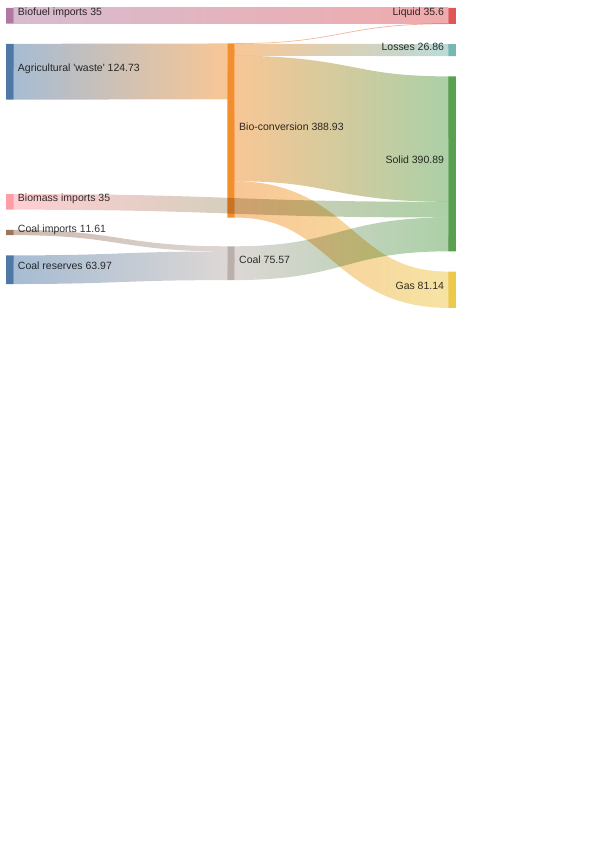 Biofuel imports 35
Liquid 35.6
Losses 26.86
Agricultural 'waste' 124.73
Bio-conversion 388.93
Solid 390.89
Biomass imports 35
Coal imports 11.61
Coal reserves 63.97
Coal 75.57
Gas 81.14